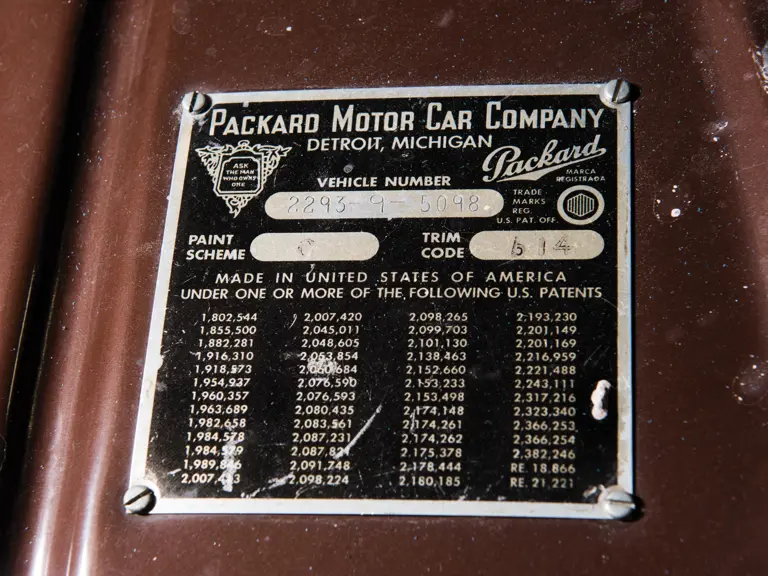 PACKARD MOTOR CAR COMPANY
DETROIT, MICHIGAN
ASK
THE MAN
WHO OWNS
ONE
Packard
MARCA
REGISTRADA
VEHICLE NUMBER
2293-9-5098
TRADE
MARKS
REG.
U.S. PAT. OFF.
PAINT
SCHEME
TRIM
CODE
614
MADE IN UNITED STATES OF AMERICA
UNDER ONE OR MORE OF THE FOLLOWING U.S. PATENTS
1,802,544 2,007,420 2,098,265 2,193,230
1,855,500 2,045,011 2,099,703 2,201,149
1,882,281 2,048,605 2,101,130 2,201,169
1,916,310 2,053,854 2,138,463 2,216,959
1,918,573 2,060,684 2,152,660 2,221,488
1,954,937 2,076,590 2,153,233 2,243,111
1,960,357 2,076,593 2,153,498 2,317,216
1,963,689 2,080,435 2,174,148 2,323,340
1,982,658 2,083,561 2,174,261 2,366,253
1,984,578 2,087,231 2,174,262 2,366,254
1,984,579 2,175,378 2,382,246
2,091,748 2,178,444 RE. 18,866
2,098,224 2,180,185 RE. 21,221